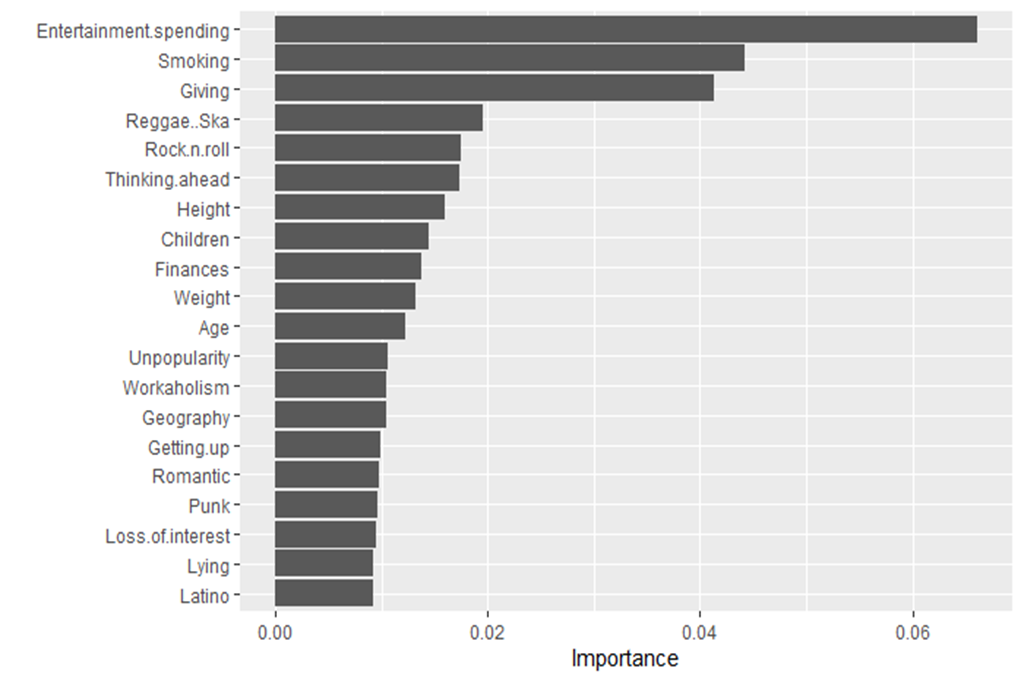 Entertainment.spending
Smoking
Giving
Reggae..Ska
Rock.n.roll
Thinking.ahead
Height
Children
Finances
Weight
Age
Unpopularity
Workaholism
Geography
Getting.up
Romantic
Punk
Loss.of.interest
Lying
Latino
0.00 0.02 0.04 0.06
Importance